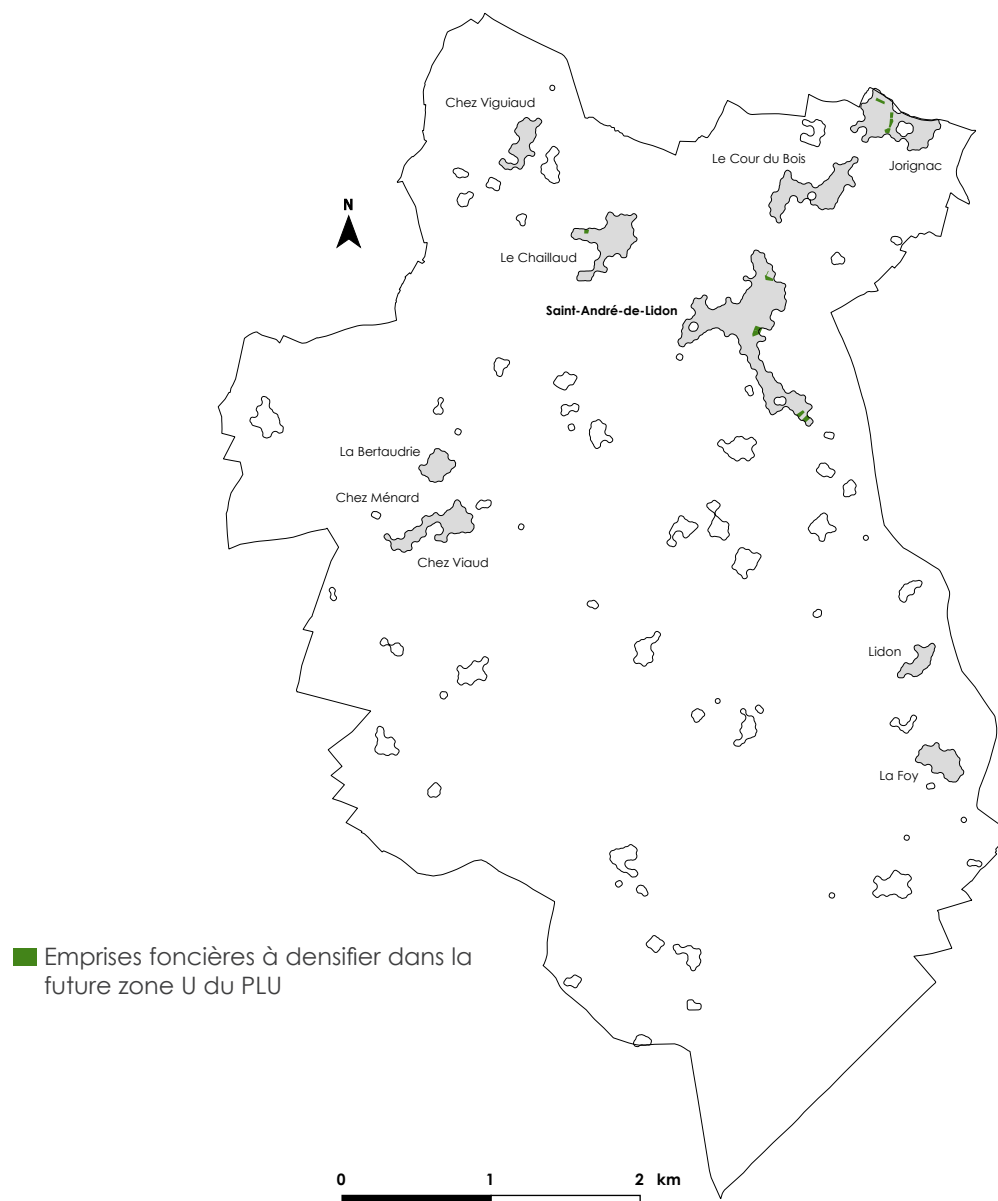 Chez Viguiaud
Le Cour du Bois
Jorignac
N
Le Chaillaud
Saint-André-de-Lidon
La Bertaudrie
Chez Ménard
Chez Viaud
Lidon
La Foy
Emprises foncières à densifier dans la
future zone U du PLU
0 1 2 km